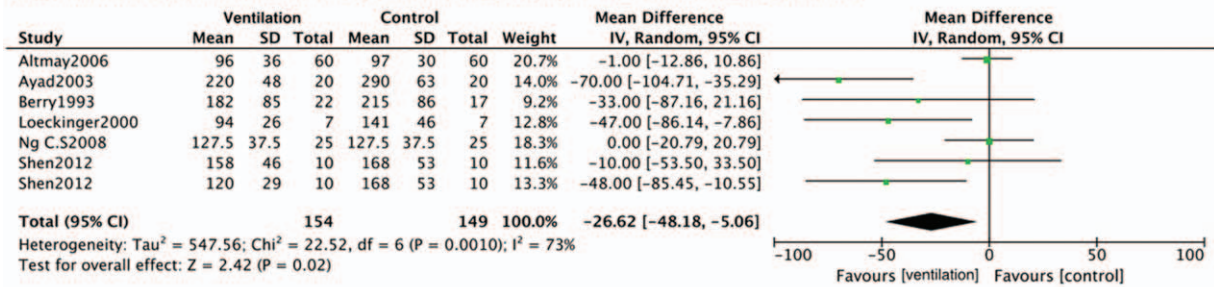 Ventilation Control Mean Difference Mean Difference
Study Mean SD Total Mean SD Total Weight IV, Random, 95% CI IV, Random, 95% CI
Altmay2006 96 36 60 97 30 60 20.7% -1.00 [-12.86, 10.86]
Ayad2003 220 48 20 290 63 20 14.0% -70.00 [-104.71, -35.29]
Berry1993 182 85 22 215 86 17 9.2% -33.00 [-87.16, 21.16]
Loeckinger2000 94 26 7 141 46 7 12.8% -47.00 [-86.14, -7.86]
Ng C.S2008 127.5 37.5 25 127.5 37.5 25 18.3% 0.00 [-20.79, 20.79]
Shen2012 158 46 10 168 53 10 11.6% -10.00 [-53.50, 33.50]
Shen2012 120 29 10 168 53 10 13.3% -48.00 [-85.45, -10.55]
Total (95% CI) 154 149 100.0% -26.62 [-48.18, -5.06]
Heterogeneity: Tau² = 547.56; Chi² = 22.52, df = 6 (P = 0.0010); I² = 73%
Test for overall effect: Z = 2.42 (P = 0.02)
-100 -50 0 50 100
Favours [ventilation] Favours [control]